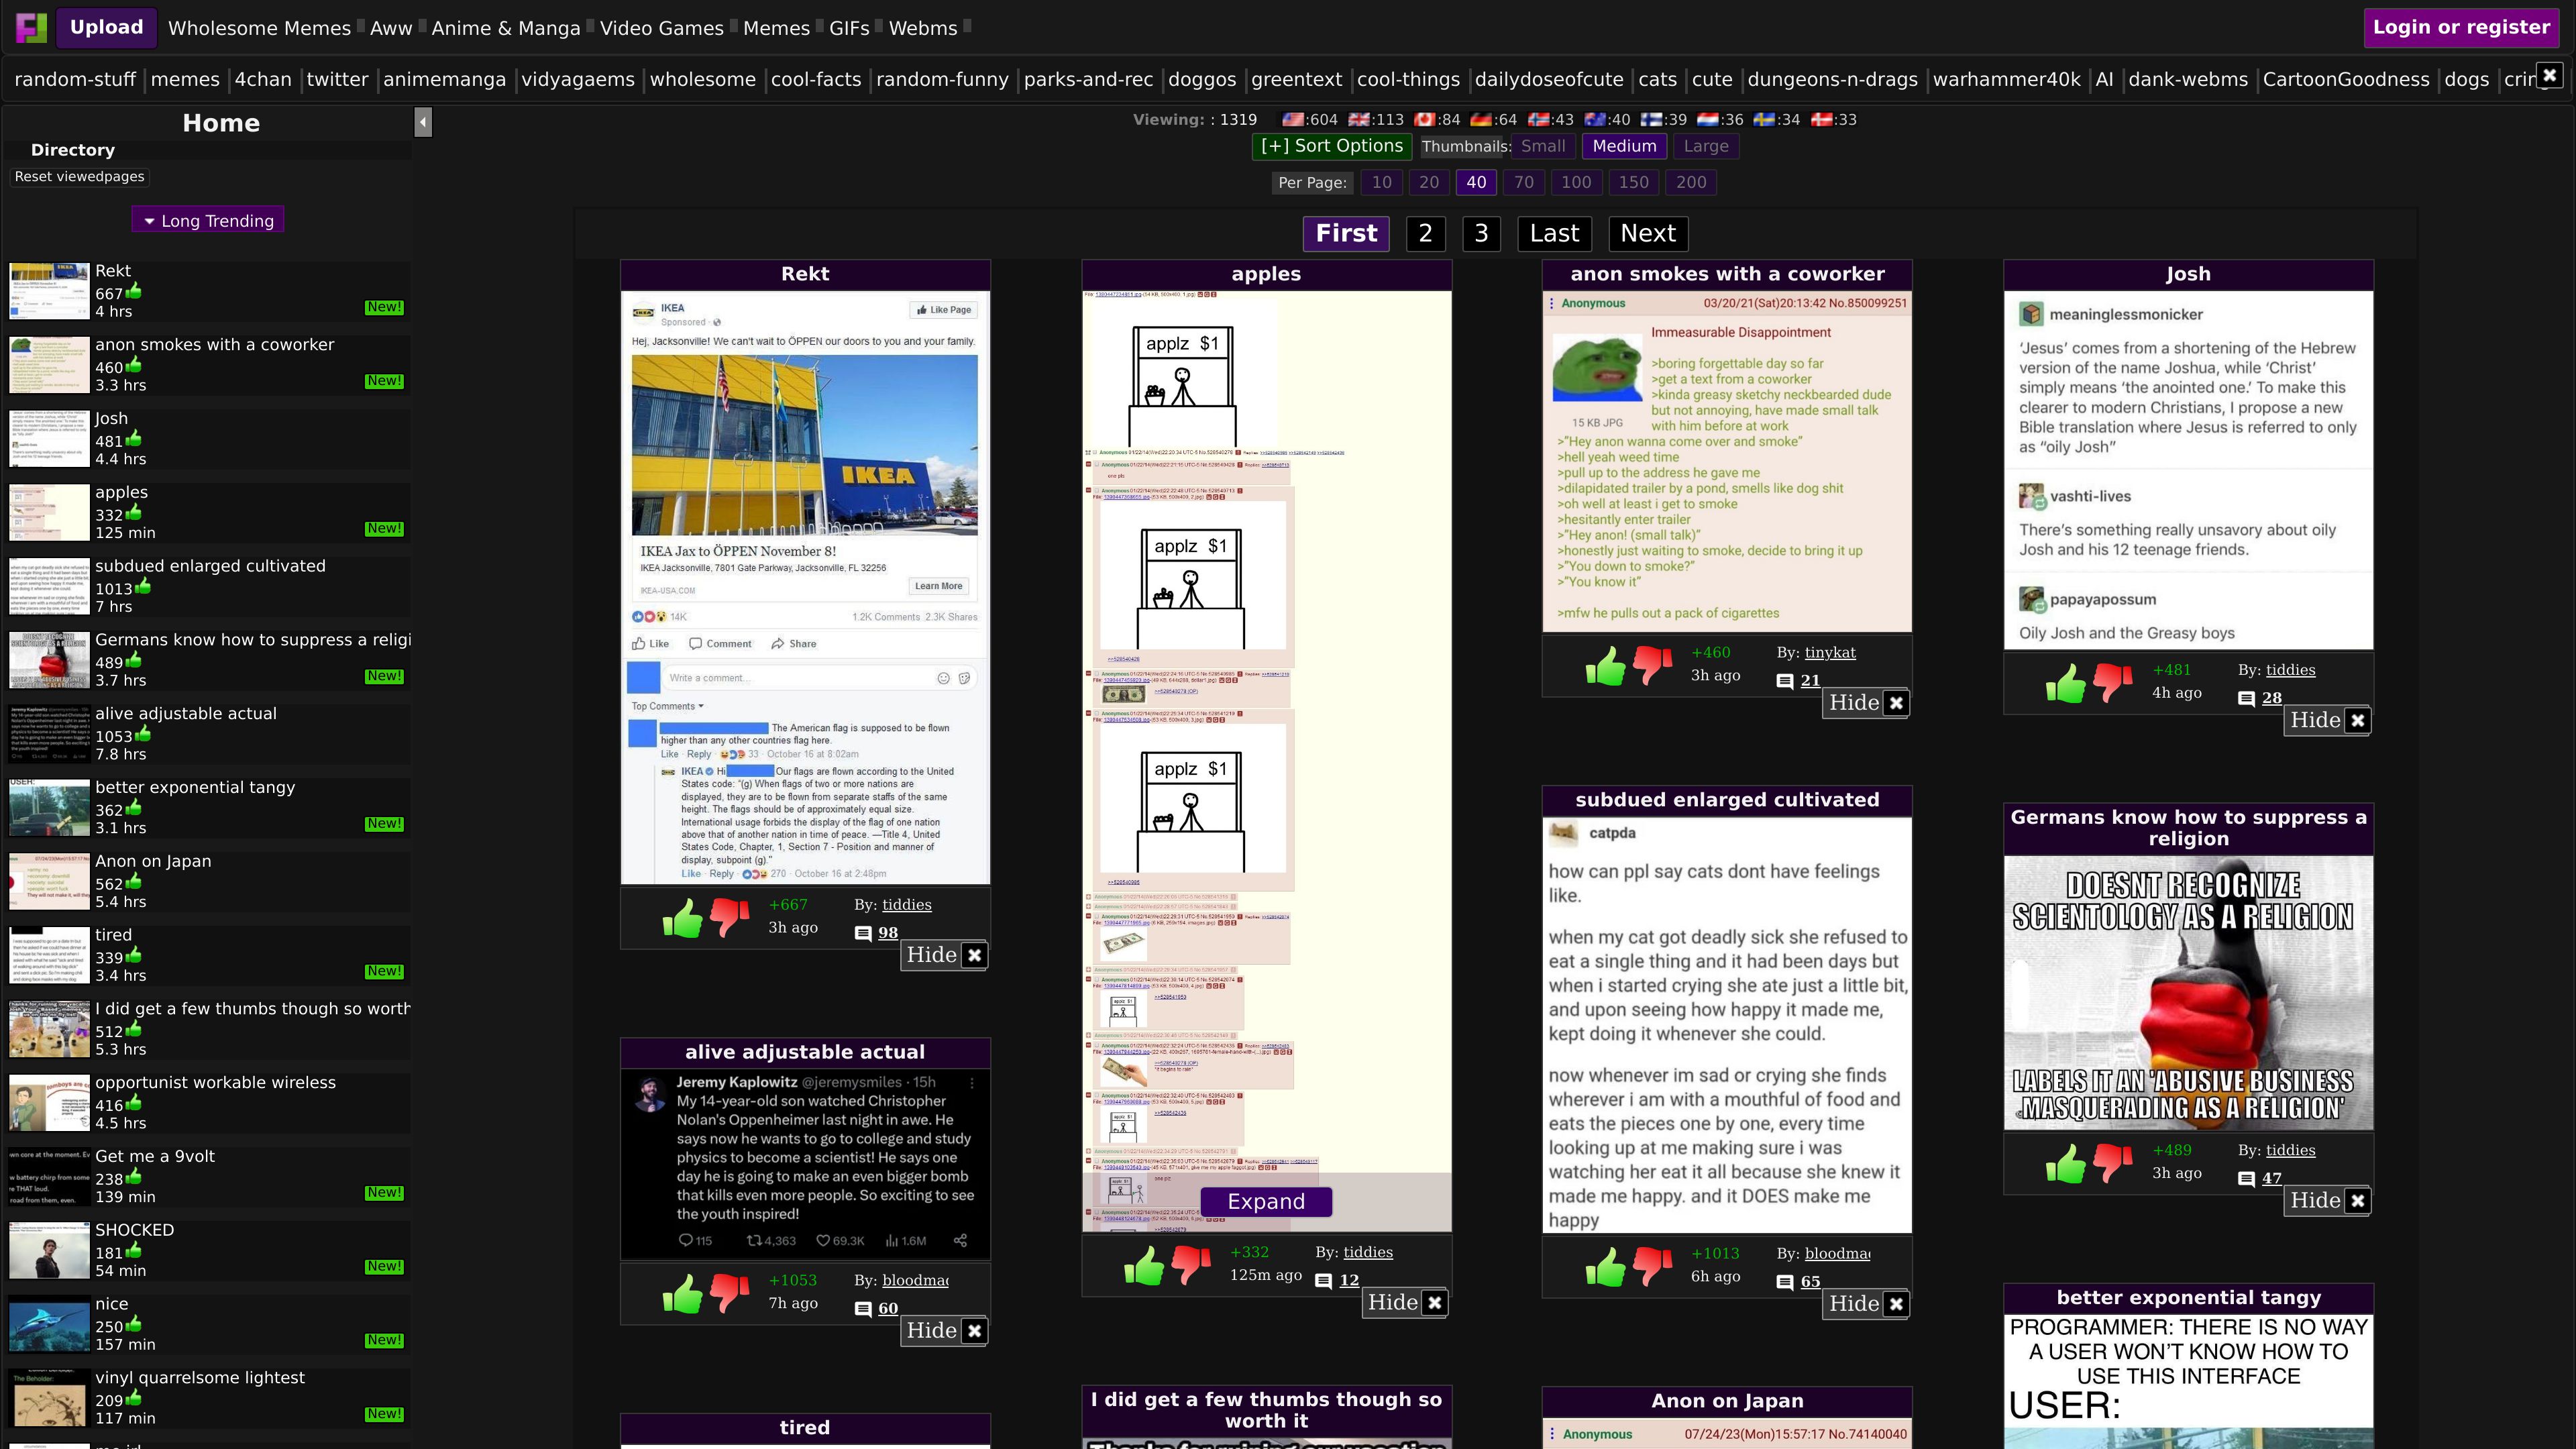 Upload Wholesome Memes Aww Anime & Manga Video Games Memes GIFs Webms Login or register
random-stuff memes 4chan twitter animemanga vidyagaems wholesome cool-facts random-funny parks-and-rec doggos greentext cool-things dailydoseofcute cats cute dungeons-n-drags warhammer40k AI dank-webms CartoonGoodness dogs
Home
Directory
Reset viewedpages
Long Trending
Rekt
667
4 hrs
New!
anon smokes with a coworker
460
3.3 hrs
New!
Josh
481
4.4 hrs
apples
332
125 min
New!
subdued enlarged cultivated
1013
7 hrs
Germans know how to suppress a religi
489
3.7 hrs
New!
alive adjustable actual
1053
7.8 hrs
better exponential tangy
362
3.1 hrs
New!
Anon on Japan
562
5.4 hrs
tired
339
3.4 hrs
New!
I did get a few thumbs though so worth
512
5.3 hrs
opportunist workable wireless
416
4.5 hrs
Get me a 9volt
238
139 min
New!
SHOCKED
181
54 min
New!
nice
250
157 min
New!
vinyl quarrelsome lightest
209
117 min
New!
Viewing: : 1319 :604 :113 :84 :64 :43 :40 :39 :36 :34 :33
[+] Sort Options Thumbnails: Small Medium Large
Per Page: 10 20 40 70 100 150 200
First 2 3 Last Next
Rekt
IKEA
Sponsored ·
Like Page
Hej, Jacksonville! We can't wait to ÖPPEN our doors to you and your family.
IKEA
IKEA Jax to ÖPPEN November 8!
IKEA Jacksonville, 7801 Gate Parkway, Jacksonville, FL 32256
IKEA-USA.COM
Learn More
14K 1.2K Comments 2.3K Shares
Like Comment Share
Write a comment...
Top Comments
The American flag is supposed to be flown
higher than any other countries flag here.
Like · Reply · 33 · October 16 at 8:02am
IKEA Hi Our flags are flown according to the United
States code: "(g) When flags of two or more nations are
displayed, they are to be flown from separate staffs of the same
height. The flags should be of approximately equal size.
International usage forbids the display of the flag of one nation
above that of another nation in time of peace. —Title 4, United
States Code, Chapter, 1, Section 7 - Position and manner of
display, subpoint (g)."
Like · Reply · 270 · October 16 at 2:48pm
+667 By: tiddies
3h ago 98
Hide
alive adjustable actual
Jeremy Kaplowitz @jeremysmiles · 15h
My 14-year-old son watched Christopher
Nolan's Oppenheimer last night in awe. He
says now he wants to go to college and study
physics to become a scientist! He says one
day he is going to make an even bigger bomb
that kills even more people. So exciting to see
the youth inspired!
115 4,363 69.3K 1.6M
+1053 By: bloodmac
7h ago 60
Hide
tired
apples
applz $1
one pls
applz $1
applz $1
Expand
+332 By: tiddies
125m ago 12
Hide
I did get a few thumbs though so
worth it
anon smokes with a coworker
Anonymous 03/20/21(Sat)20:13:42 No.850099251
Immeasurable Disappointment
15 KB JPG
>boring forgettable day so far
>get a text from a coworker
>kinda greasy sketchy neckbearded dude
but not annoying, have made small talk
with him before at work
>"Hey anon wanna come over and smoke"
>hell yeah weed time
>pull up to the address he gave me
>dilapidated trailer by a pond, smells like dog shit
>oh well at least i get to smoke
>hesitantly enter trailer
>"Hey anon! (small talk)"
>honestly just waiting to smoke, decide to bring it up
>"You down to smoke?"
>"You know it"
>mfw he pulls out a pack of cigarettes
+460 By: tinykat
3h ago 21
Hide
subdued enlarged cultivated
catpda
how can ppl say cats dont have feelings
like.
when my cat got deadly sick she refused to
eat a single thing and it had been days but
when i started crying she ate just a little bit,
and upon seeing how happy it made me,
kept doing it whenever she could.
now whenever im sad or crying she finds
wherever i am with a mouthful of food and
eats the pieces one by one, every time
looking up at me making sure i was
watching her eat it all because she knew it
made me happy. and it DOES make me
happy
+1013 By: bloodmac
6h ago 65
Hide
Anon on Japan
Anonymous 07/24/23(Mon)15:57:17 No.74140040
Josh
meaninglessmonicker
'Jesus' comes from a shortening of the Hebrew
version of the name Joshua, while 'Christ'
simply means 'the anointed one.' To make this
clearer to modern Christians, I propose a new
Bible translation where Jesus is referred to only
as "oily Josh"
vashti-lives
There's something really unsavory about oily
Josh and his 12 teenage friends.
papayapossum
Oily Josh and the Greasy boys
+481 By: tiddies
4h ago 28
Hide
Germans know how to suppress a
religion
DOESNT RECOGNIZE
SCIENTOLOGY AS A RELIGION
LABELS IT AN 'ABUSIVE BUSINESS
MASQUERADING AS A RELIGION'
+489 By: tiddies
3h ago 47
Hide
better exponential tangy
PROGRAMMER: THERE IS NO WAY
A USER WON'T KNOW HOW TO
USE THIS INTERFACE
USER: